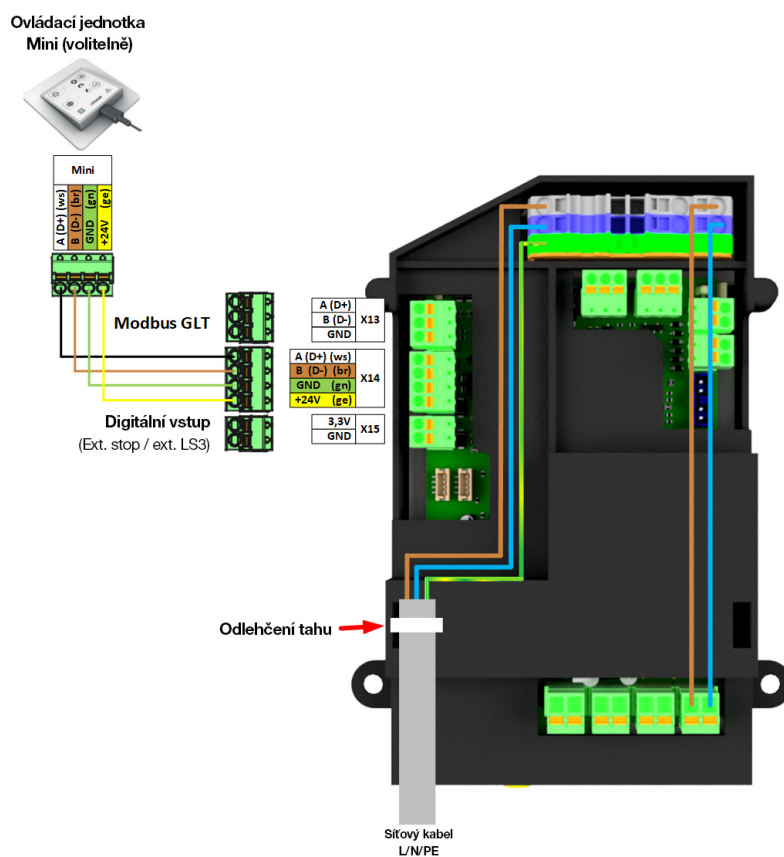 Ovládací jednotka
Mini (volitelně)
Mini
A (D+) (ws)
B (D-) (br)
GND (gn)
+24V (ge)
Modbus GLT
A (D+)
B (D-)
GND
X13
A (D+) (ws)
B (D-) (br)
GND (gn)
+24V (ge)
X14
Digitální vstup
(Ext. stop / ext. LS3)
3,3V
GND
X15
Odlehčení tahu
Síťový kabel
L/N/PE